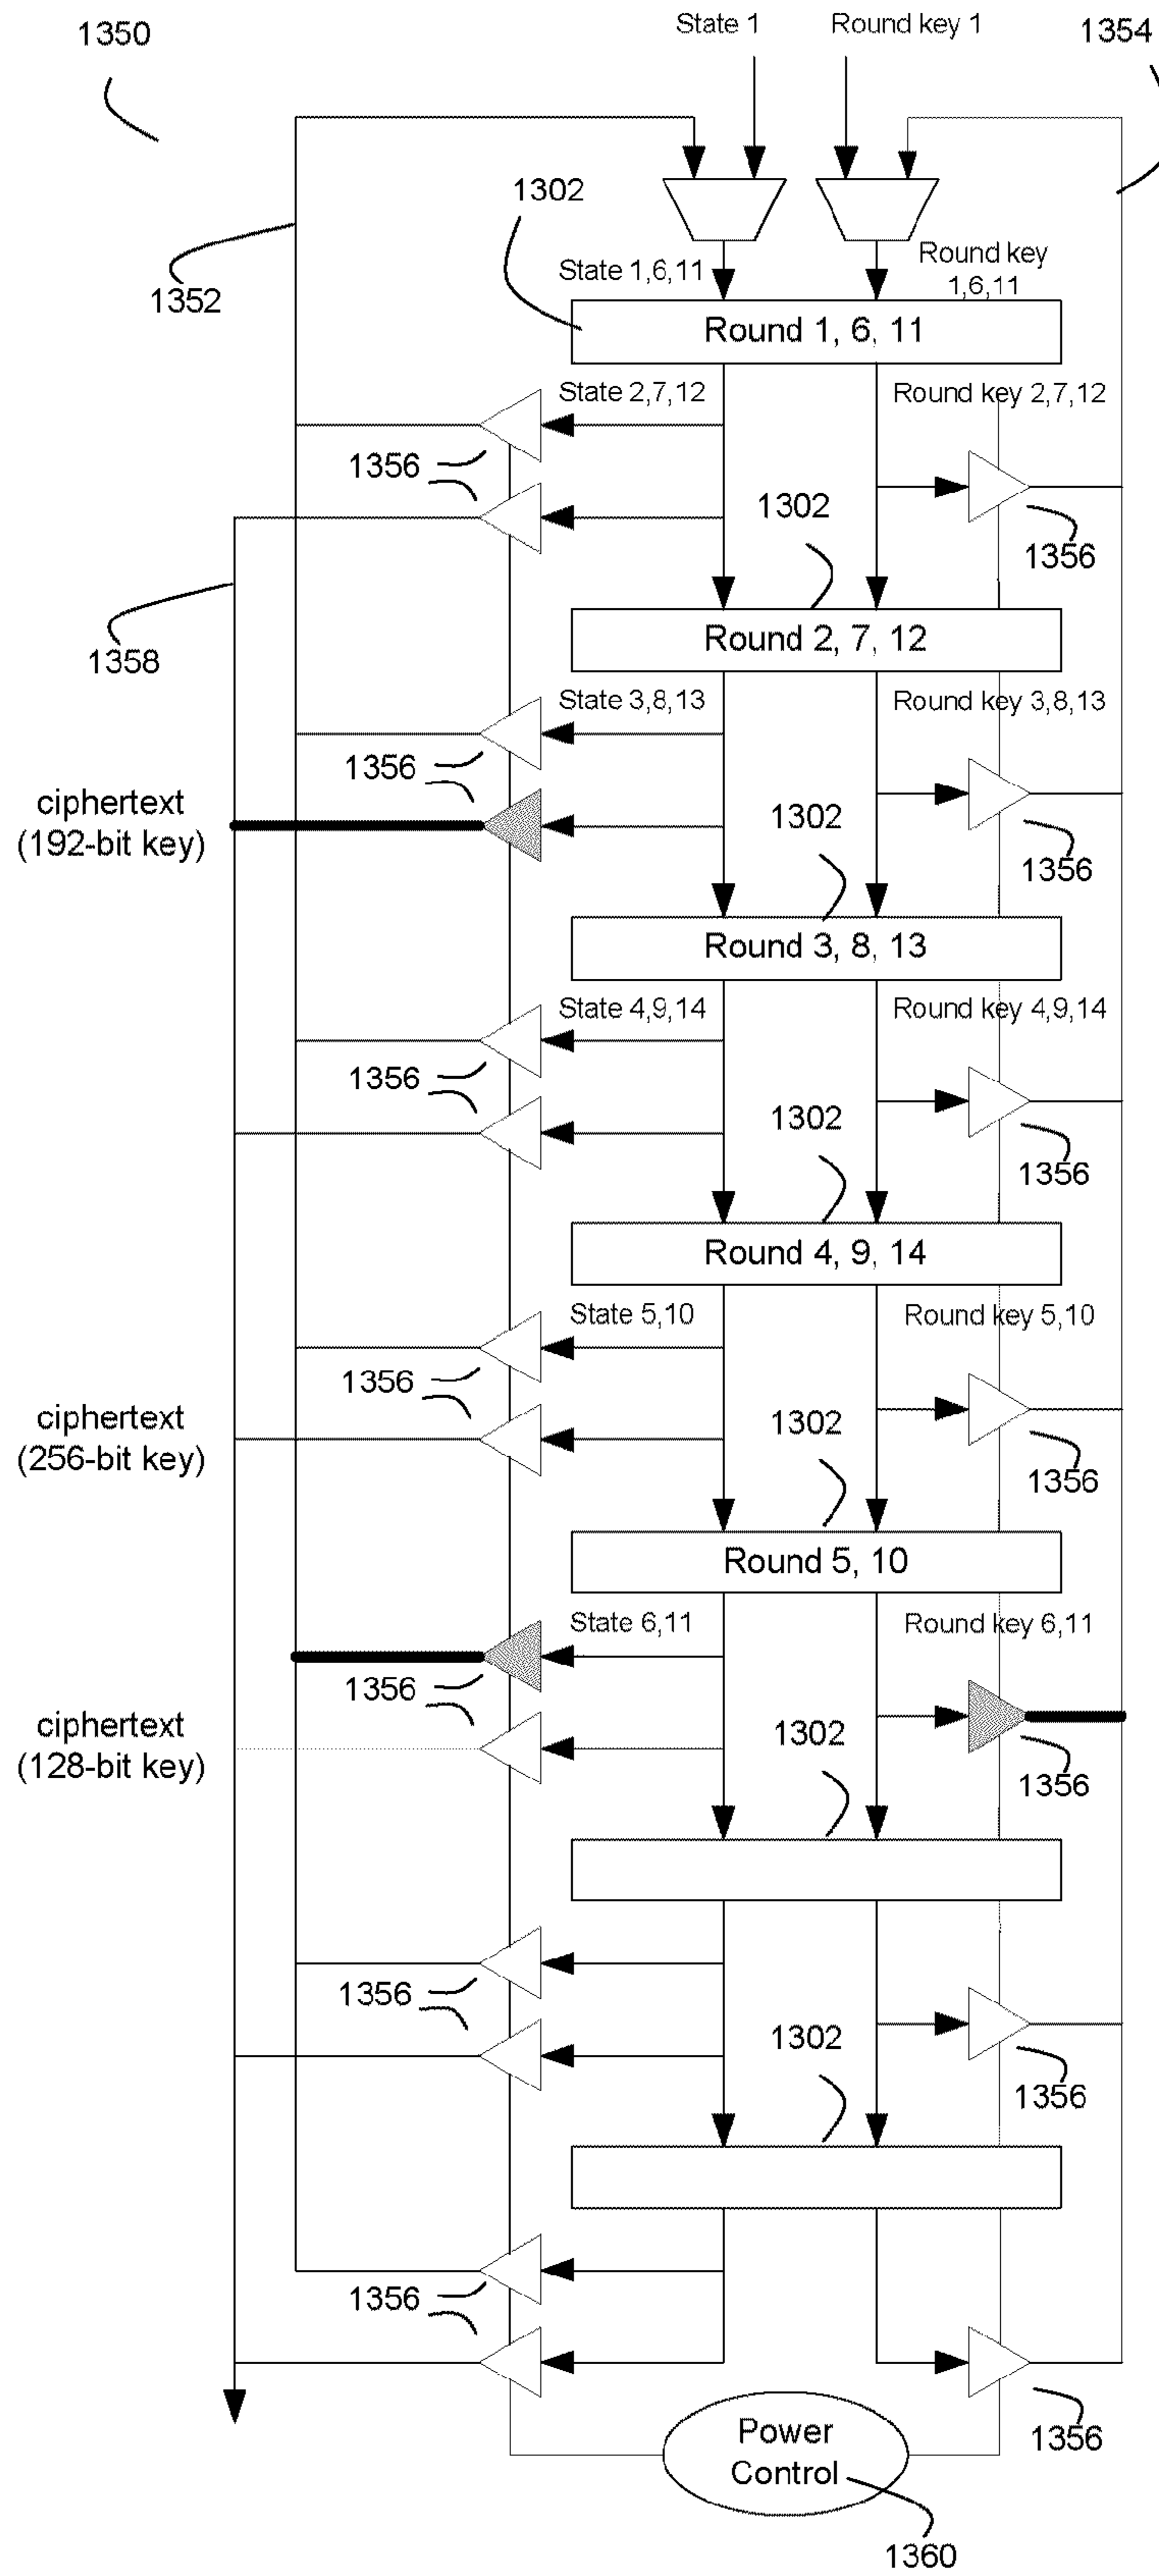 1350
State 1
Round key 1
1354
1302
1352
State 1,6,11
Round key
1,6,11
Round 1, 6, 11
State 2,7,12
Round key 2,7,12
1356
1302
1356
1358
Round 2, 7, 12
State 3,8,13
Round key 3,8,13
1356
ciphertext
(192-bit key)
1302
1356
Round 3, 8, 13
State 4,9,14
Round key 4,9,14
1356
1302
1356
Round 4, 9, 14
State 5,10
Round key 5,10
1356
ciphertext
(256-bit key)
1302
1356
Round 5, 10
State 6,11
Round key 6,11
1356
ciphertext
(128-bit key)
1302
1356
1356
1302
1356
1356
Power
Control
1356
1360